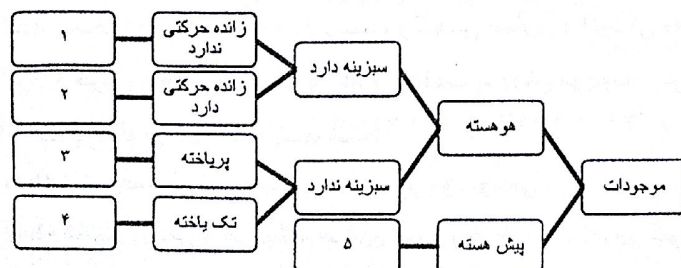 موجودات
هوهسته
پیش هسته
سبزینه دارد
سبزینه ندارد
۵
زائده حرکتی
ندارد
زائده حرکتی
دارد
پریاخته
تک یاخته
۱
۲
۳
۴